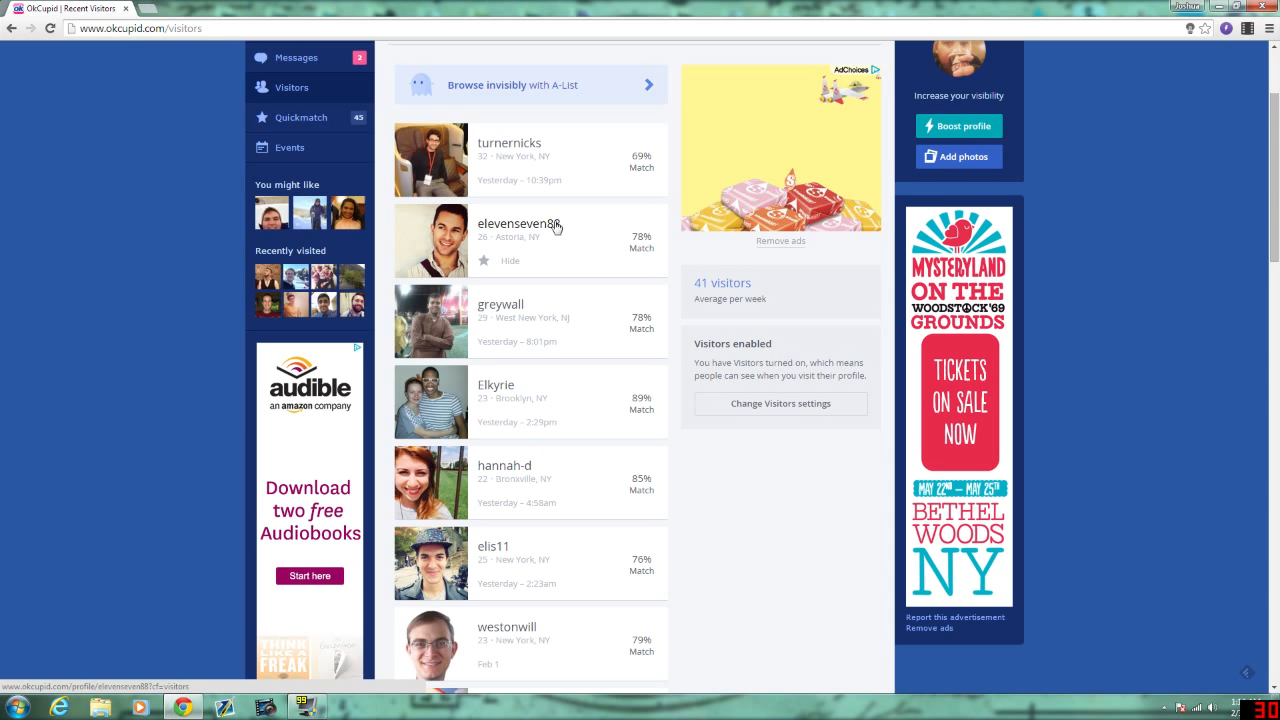 OkCupid | Recent Visitors
Joshua
www.okcupid.com/visitors
Messages
2
Visitors
Quickmatch
45
Events
You might like
Recently visited
audible
an amazon company
Download
two free
Audiobooks
Start here
THINK
LIKE A
FREAK
Browse invisibly with A-List
turnernicks
32 · New York, NY
Yesterday – 10:39pm
69%
Match
elevenseven88
26 · Astoria, NY
Hide
78%
Match
greywall
29 · West New York, NJ
Yesterday – 8:01pm
78%
Match
Elkyrie
23 · Brooklyn, NY
Yesterday – 2:29pm
89%
Match
hannah-d
22 · Bronxville, NY
Yesterday – 4:58am
85%
Match
elis11
25 · New York, NY
Yesterday – 2:23am
76%
Match
westonwill
23 · New York, NY
Feb 1
79%
Match
AdChoices
Remove ads
41 visitors
Average per week
Visitors enabled
You have Visitors turned on, which means
people can see when you visit their profile.
Change Visitors settings
Increase your visibility
Boost profile
Add photos
MYSTERYLAND
ON THE
WOODSTOCK'69
GROUNDS
TICKETS
ON SALE
NOW
MAY 22ND — MAY 25TH
BETHEL
WOODS
NY
Report this advertisement
Remove ads
www.okcupid.com/profile/elevenseven88?cf=visitors
99
30